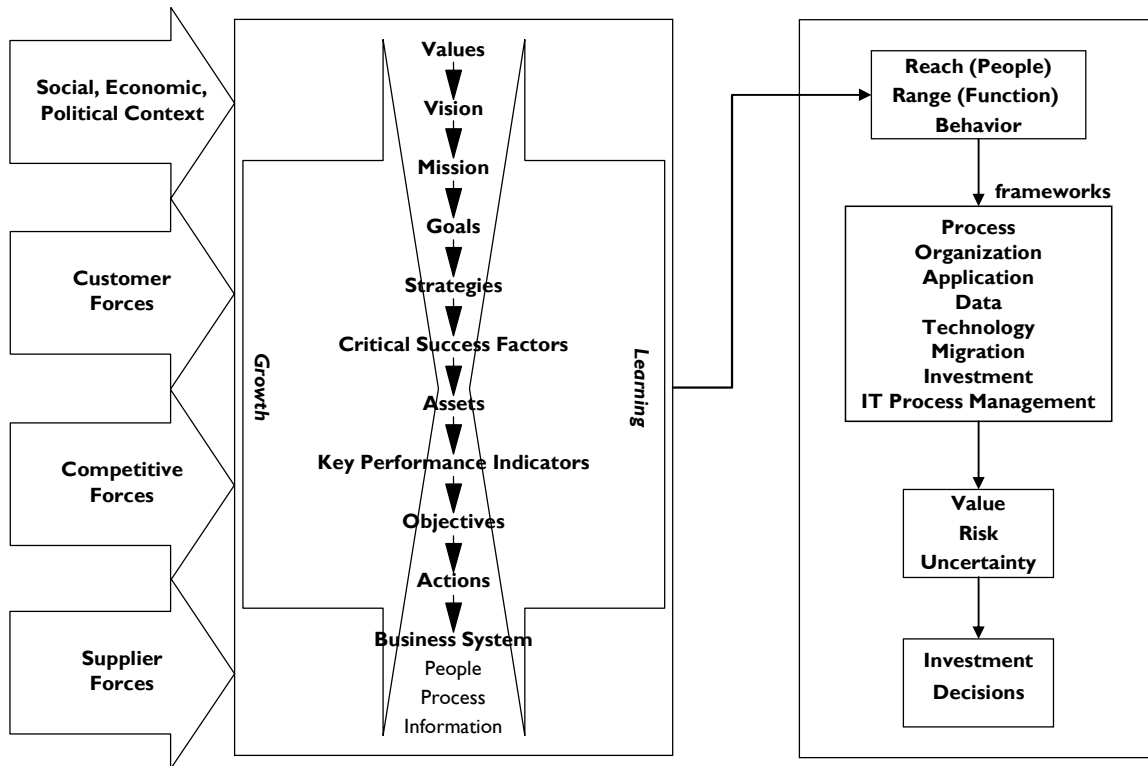 Social, Economic,
Political Context
Customer
Forces
Competitive
Forces
Supplier
Forces
Values
Vision
Mission
Goals
Strategies
Critical Success Factors
Assets
Key Performance Indicators
Objectives
Actions
Business System
People
Process
Information
Growth
Learning
Reach (People)
Range (Function)
Behavior
frameworks
Process
Organization
Application
Data
Technology
Migration
Investment
IT Process Management
Value
Risk
Uncertainty
Investment
Decisions